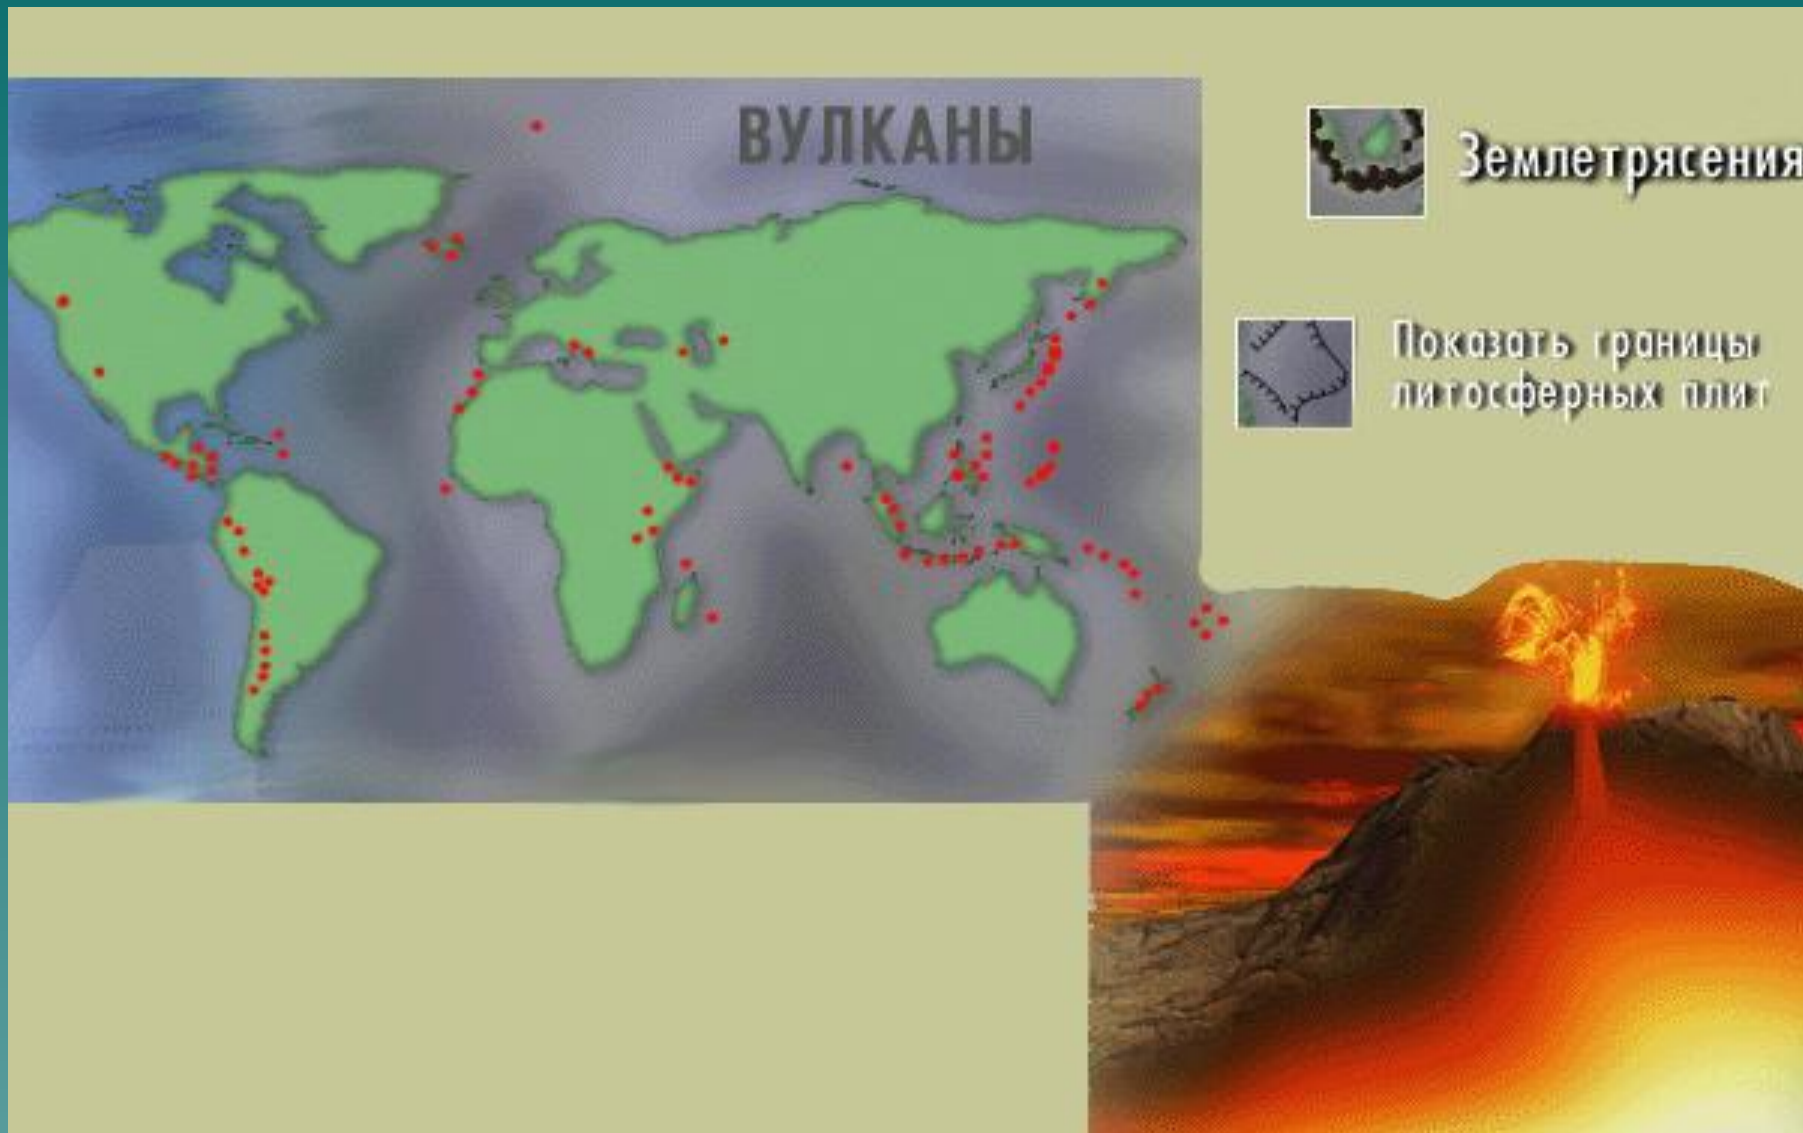 ВУЛКАНЫ
Землетрясения
Показать границы
литосферных плит